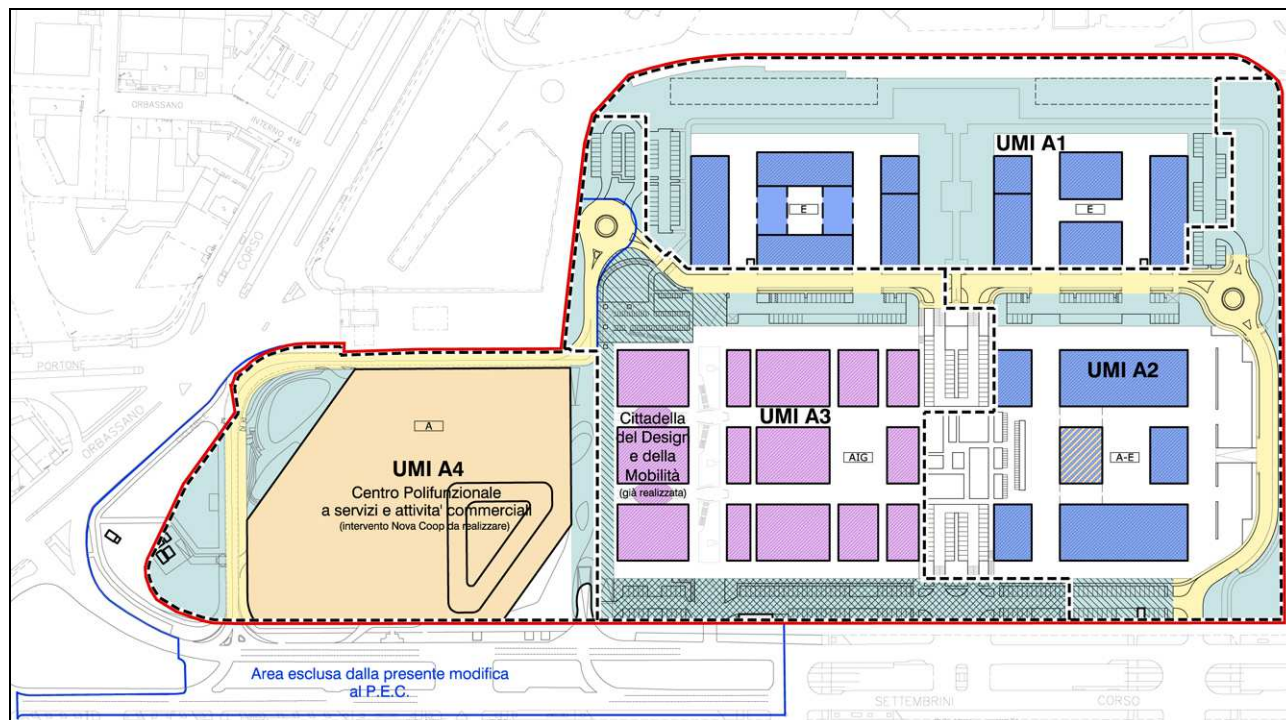 ORBASSANO
INTERNO 416
CORSO
UMI A1
E
E
PORTONE
ORBASSANO
A
UMI A4
Centro Polifunzionale
a servizi e attivita' commerciali
(intervento Nova Coop da realizzare)
Cittadella
del Design
e della
Mobilità
(già realizzata)
UMI A3
AIG
UMI A2
A-E
Area esclusa dalla presente modifica
al P.E.C.
SETTEMBRINI
CORSO